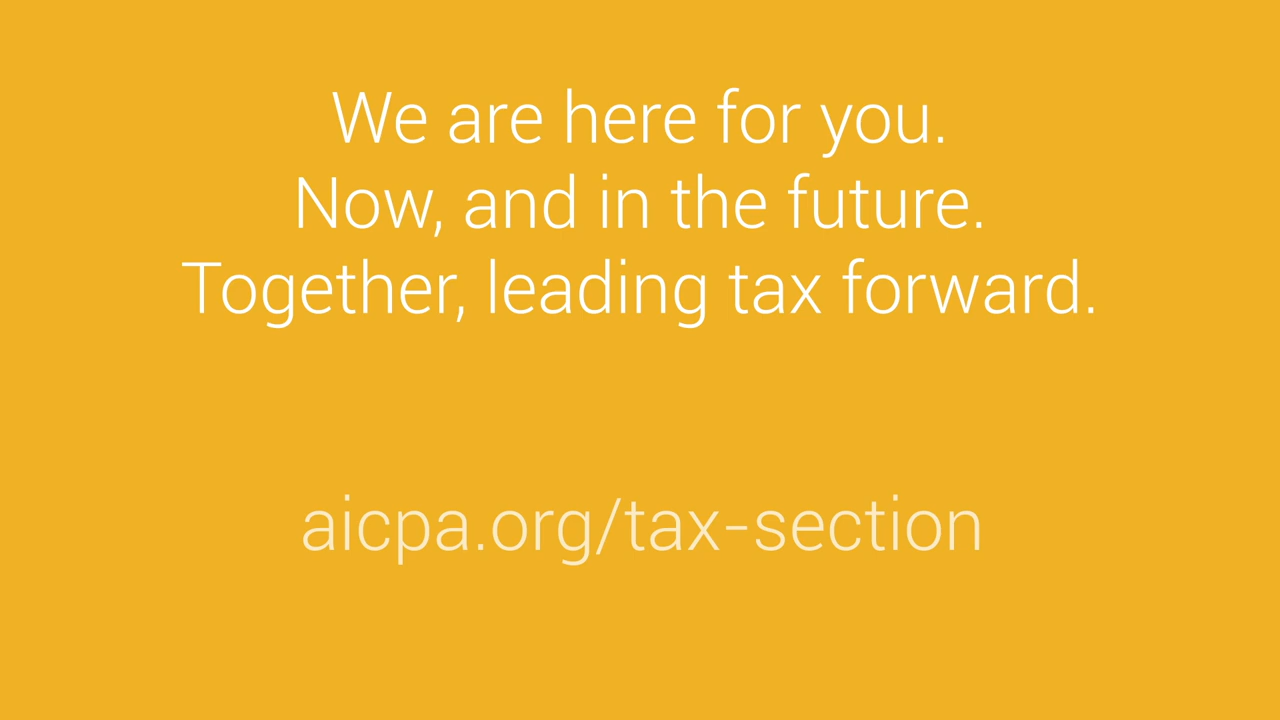 We are here for you.
Now, and in the future.
Together, leading tax forward.
aicpa.org/tax-section